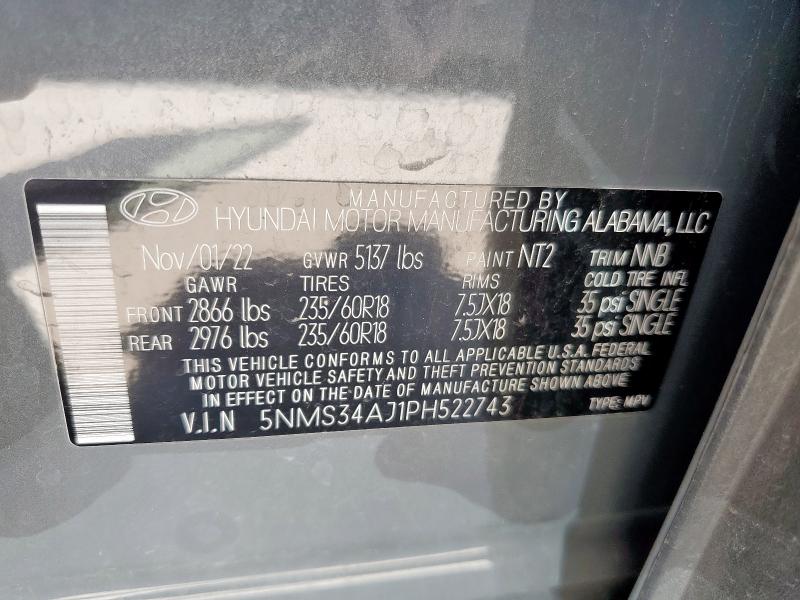 MANUFACTURED BY
HYUNDAI MOTOR MANUFACTURING ALABAMA, LLC
Nov/01/22 GVWR 5137 lbs PAINT NT2 TRIM NNB
GAWR TIRES RIMS COLD TIRE INFL
FRONT 2866 lbs 235/60R18 7.5JX18 35 psi SINGLE
REAR 2976 lbs 235/60R18 7.5JX18 35 psi SINGLE
THIS VEHICLE CONFORMS TO ALL APPLICABLE U.S.A. FEDERAL
MOTOR VEHICLE SAFETY AND THEFT PREVENTION STANDARDS
IN EFFECT ON THE DATE OF MANUFACTURE SHOWN ABOVE
V.I.N 5NMS34AJ1PH522743 TYPE: MPV